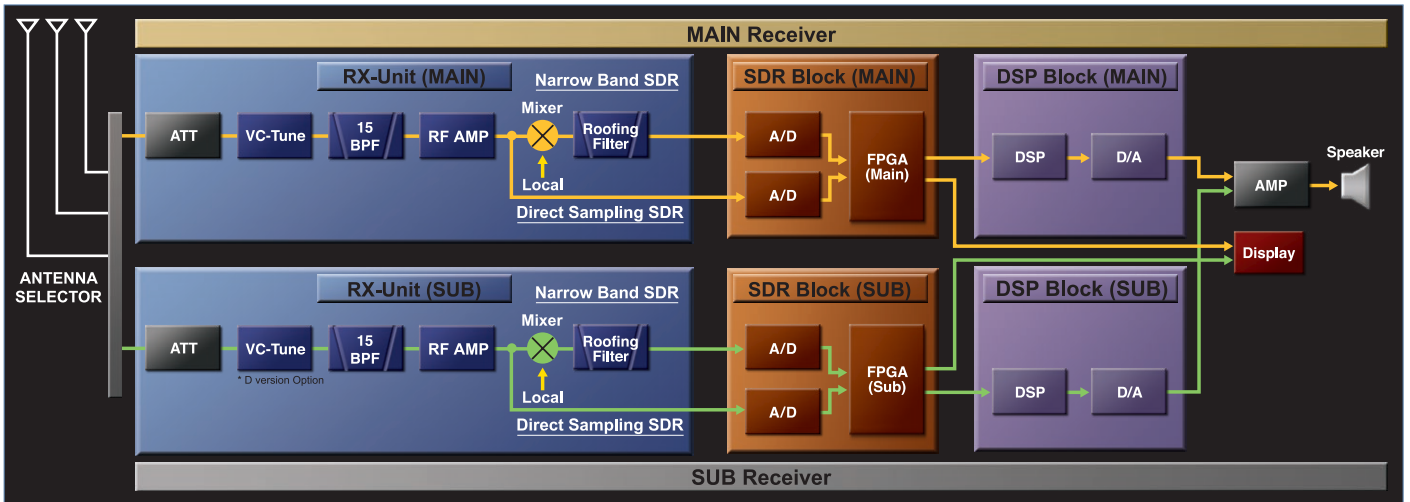 MAIN Receiver
RX-Unit (MAIN)
Narrow Band SDR
Mixer
ATT
VC-Tune
15
BPF
RF AMP
Roofing
Filter
Local
Direct Sampling SDR
SDR Block (MAIN)
A/D
A/D
FPGA
(Main)
DSP Block (MAIN)
DSP
D/A
AMP
Speaker
Display
ANTENNA
SELECTOR
RX-Unit (SUB)
Narrow Band SDR
Mixer
ATT
VC-Tune
* D version Option
15
BPF
RF AMP
Roofing
Filter
Local
Direct Sampling SDR
SDR Block (SUB)
A/D
A/D
FPGA
(Sub)
DSP Block (SUB)
DSP
D/A
SUB Receiver